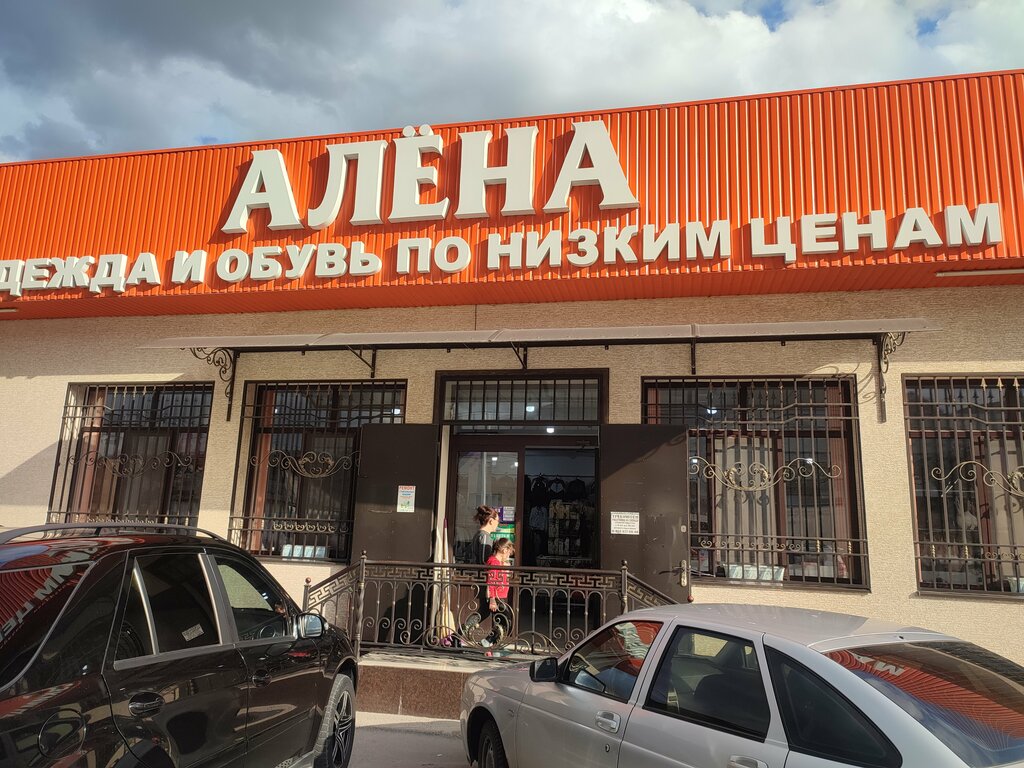 АЛЁНА
ДЕЖДА И ОБУВЬ ПО НИЗКИМ ЦЕНАМ